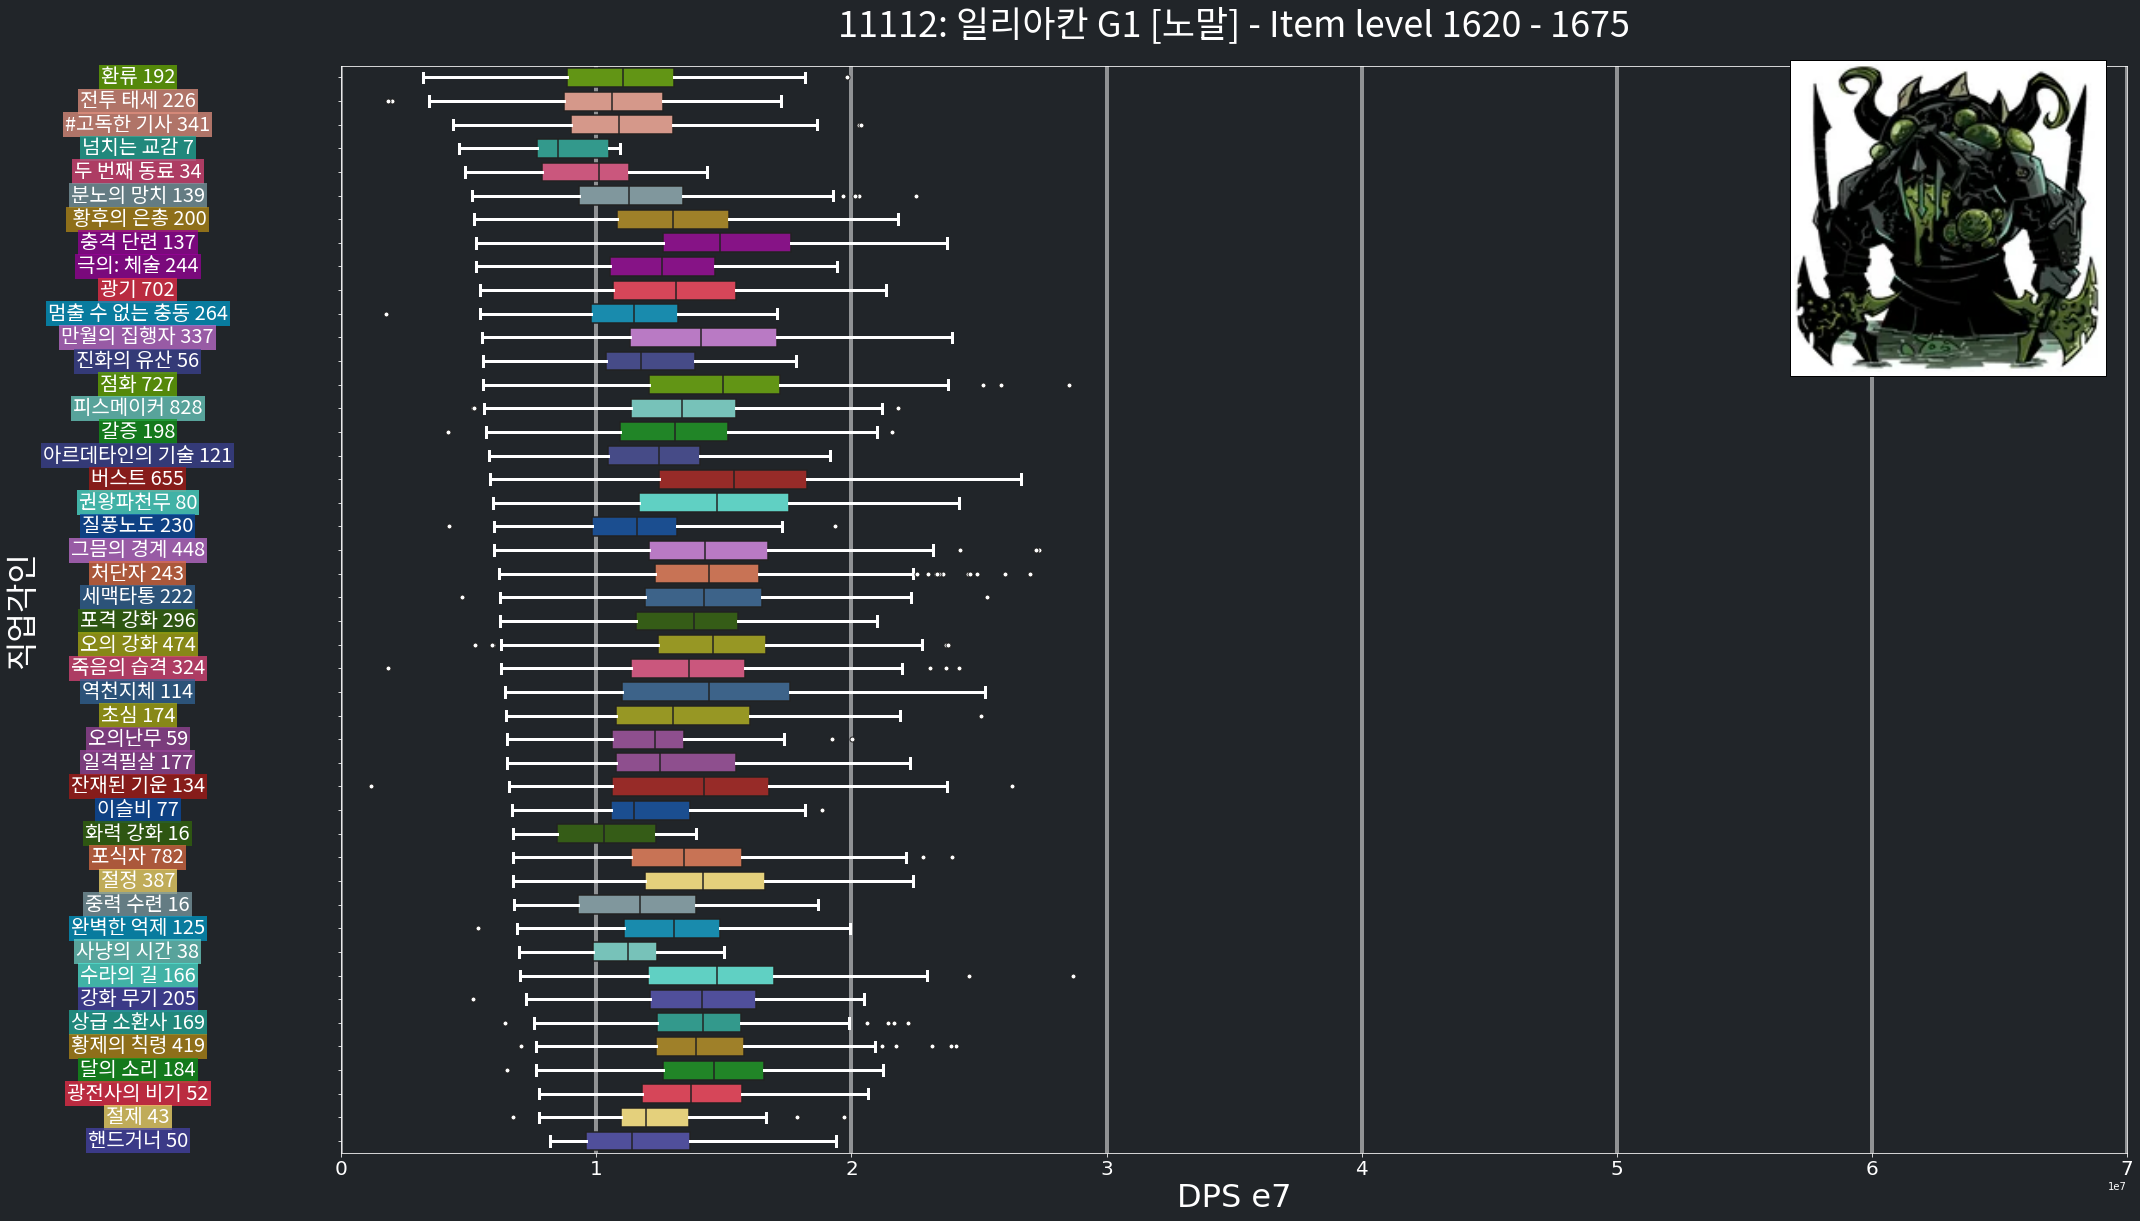 11112: 일리아칸 G1 [노말] - Item level 1620 - 1675
환류 192
전투 태세 226
#고독한 기사 341
넘치는 교감 7
두 번째 동료 34
분노의 망치 139
황후의 은총 200
충격 단련 137
극의: 체술 244
광기 702
멈출 수 없는 충동 264
만월의 집행자 337
진화의 유산 56
점화 727
피스메이커 828
갈증 198
아르데타인의 기술 121
버스트 655
권왕파천무 80
질풍노도 230
그믐의 경계 448
처단자 243
세맥타통 222
포격 강화 296
오의 강화 474
죽음의 습격 324
역천지체 114
초심 174
오의난무 59
일격필살 177
잔재된 기운 134
이슬비 77
화력 강화 16
포식자 782
절정 387
중력 수련 16
완벽한 억제 125
사냥의 시간 38
수라의 길 166
강화 무기 205
상급 소환사 169
황제의 칙령 419
달의 소리 184
광전사의 비기 52
절제 43
핸드거너 50
직업각인
0 1 2 3 4 5 6 7
1e7
DPS e7